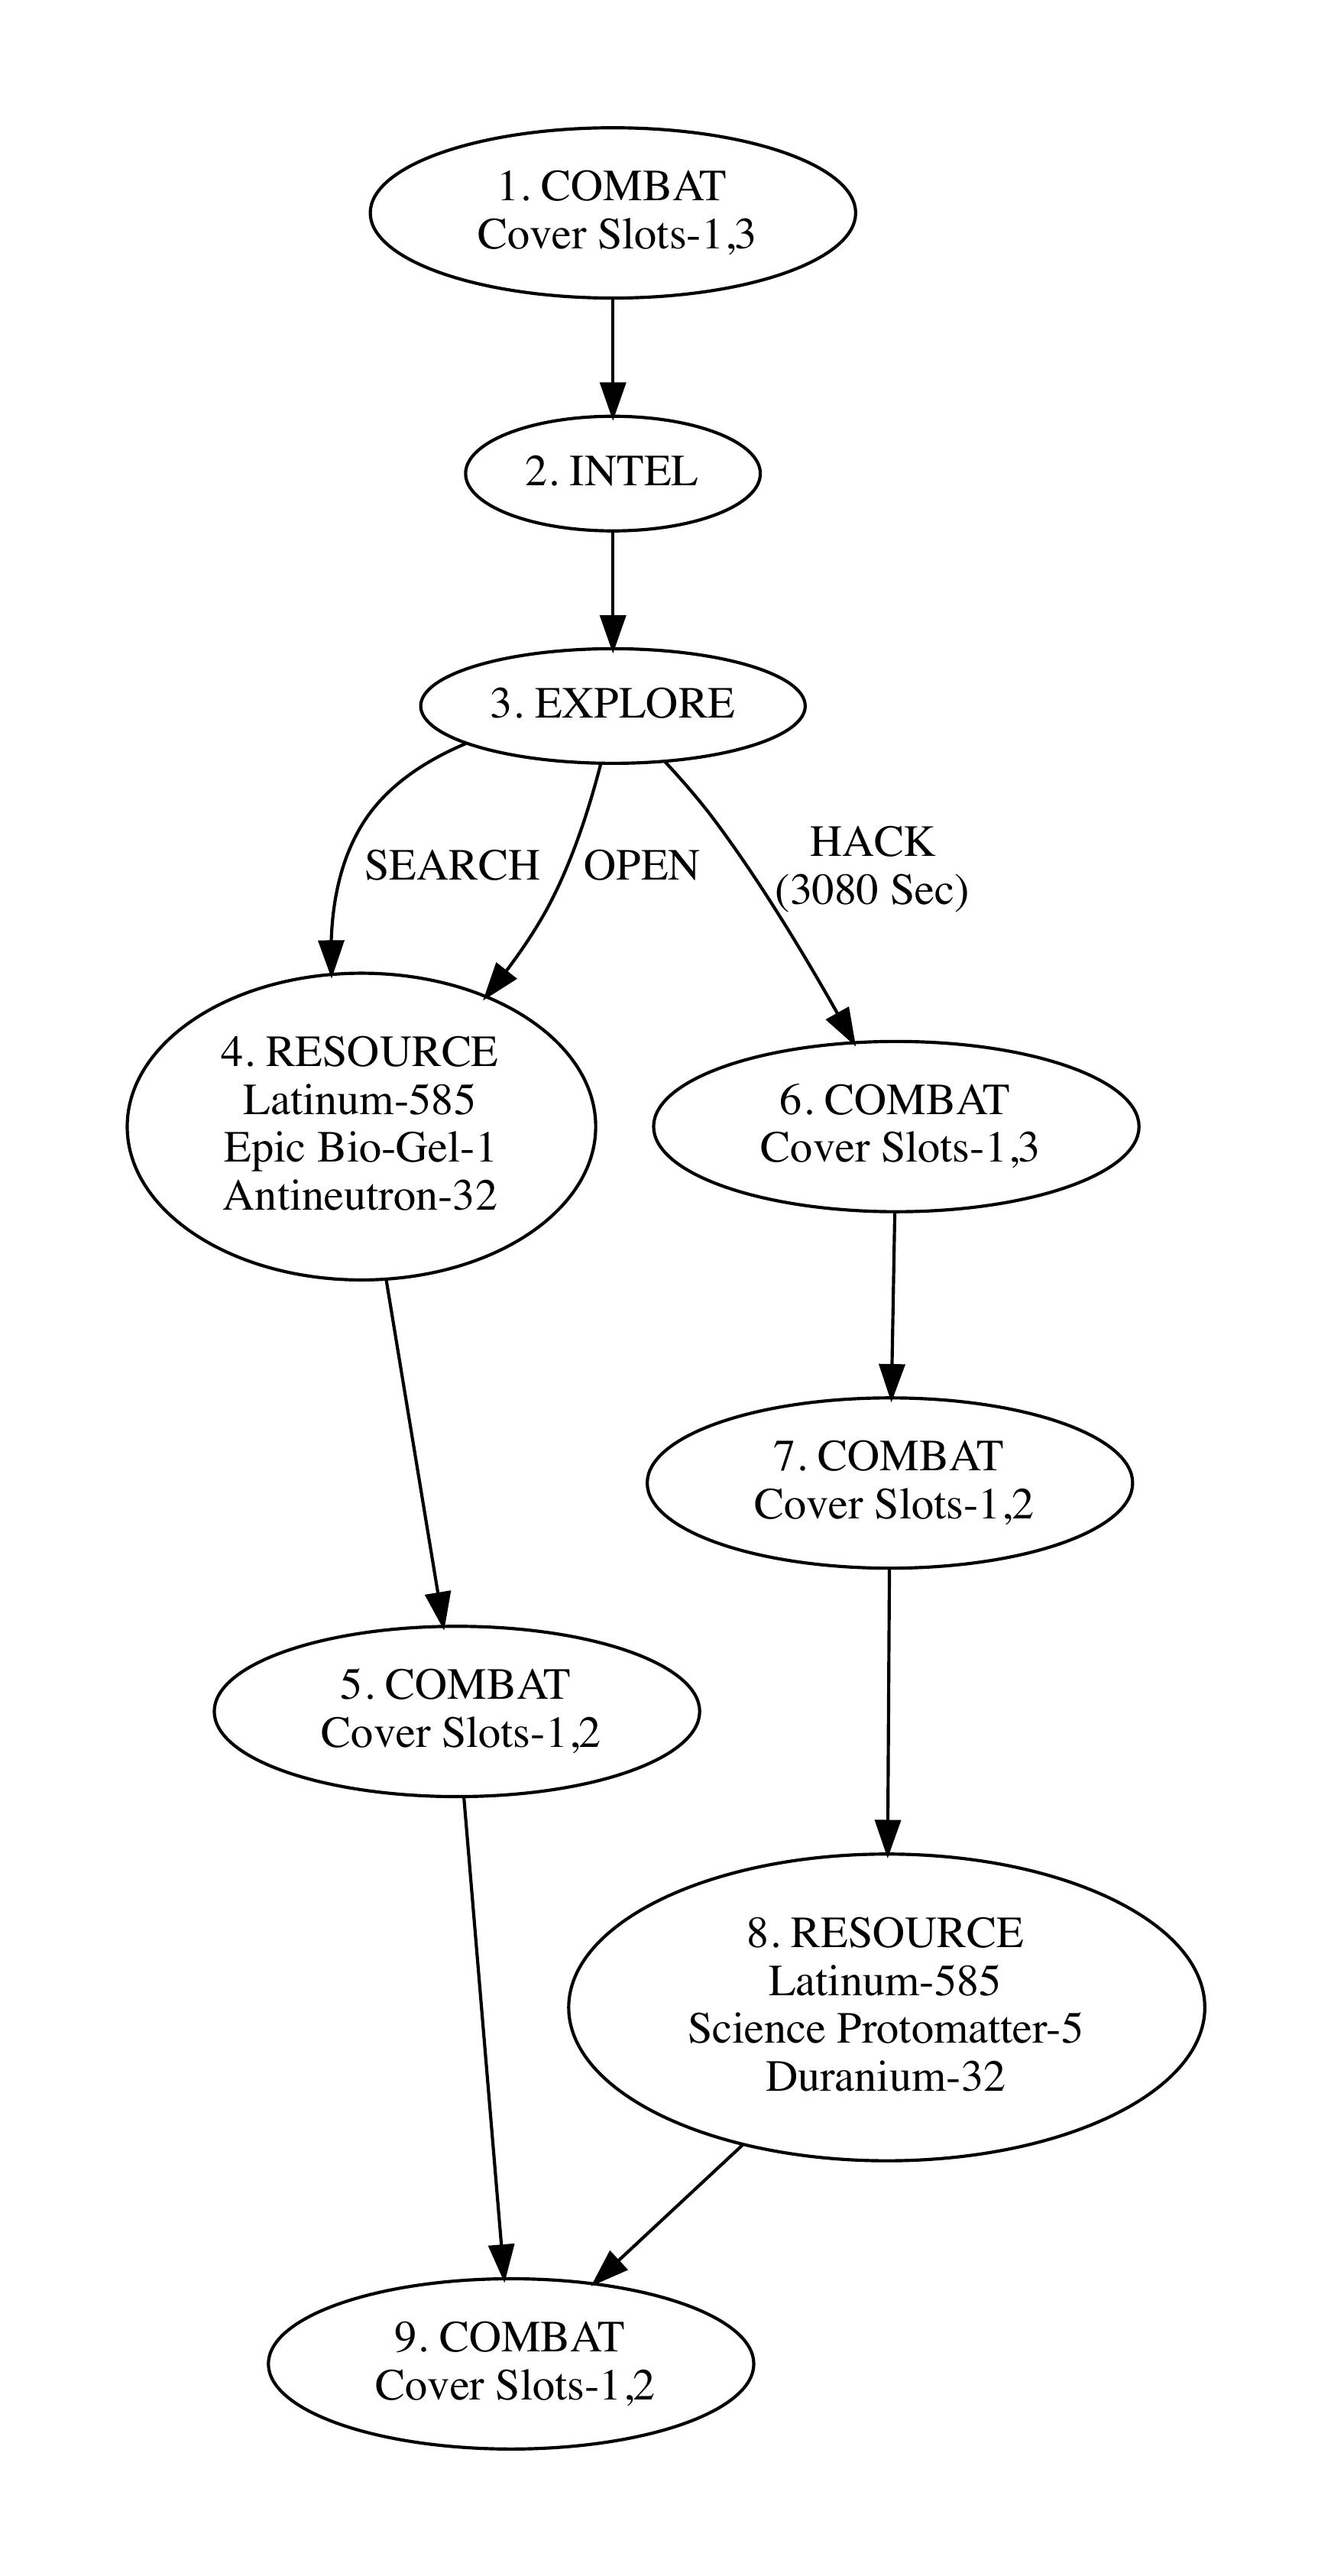 1. COMBAT
Cover Slots-1,3
2. INTEL
3. EXPLORE
SEARCH
OPEN
HACK
(3080 Sec)
4. RESOURCE
Latinum-585
Epic Bio-Gel-1
Antineutron-32
6. COMBAT
Cover Slots-1,3
7. COMBAT
Cover Slots-1,2
5. COMBAT
Cover Slots-1,2
8. RESOURCE
Latinum-585
Science Protomatter-5
Duranium-32
9. COMBAT
Cover Slots-1,2